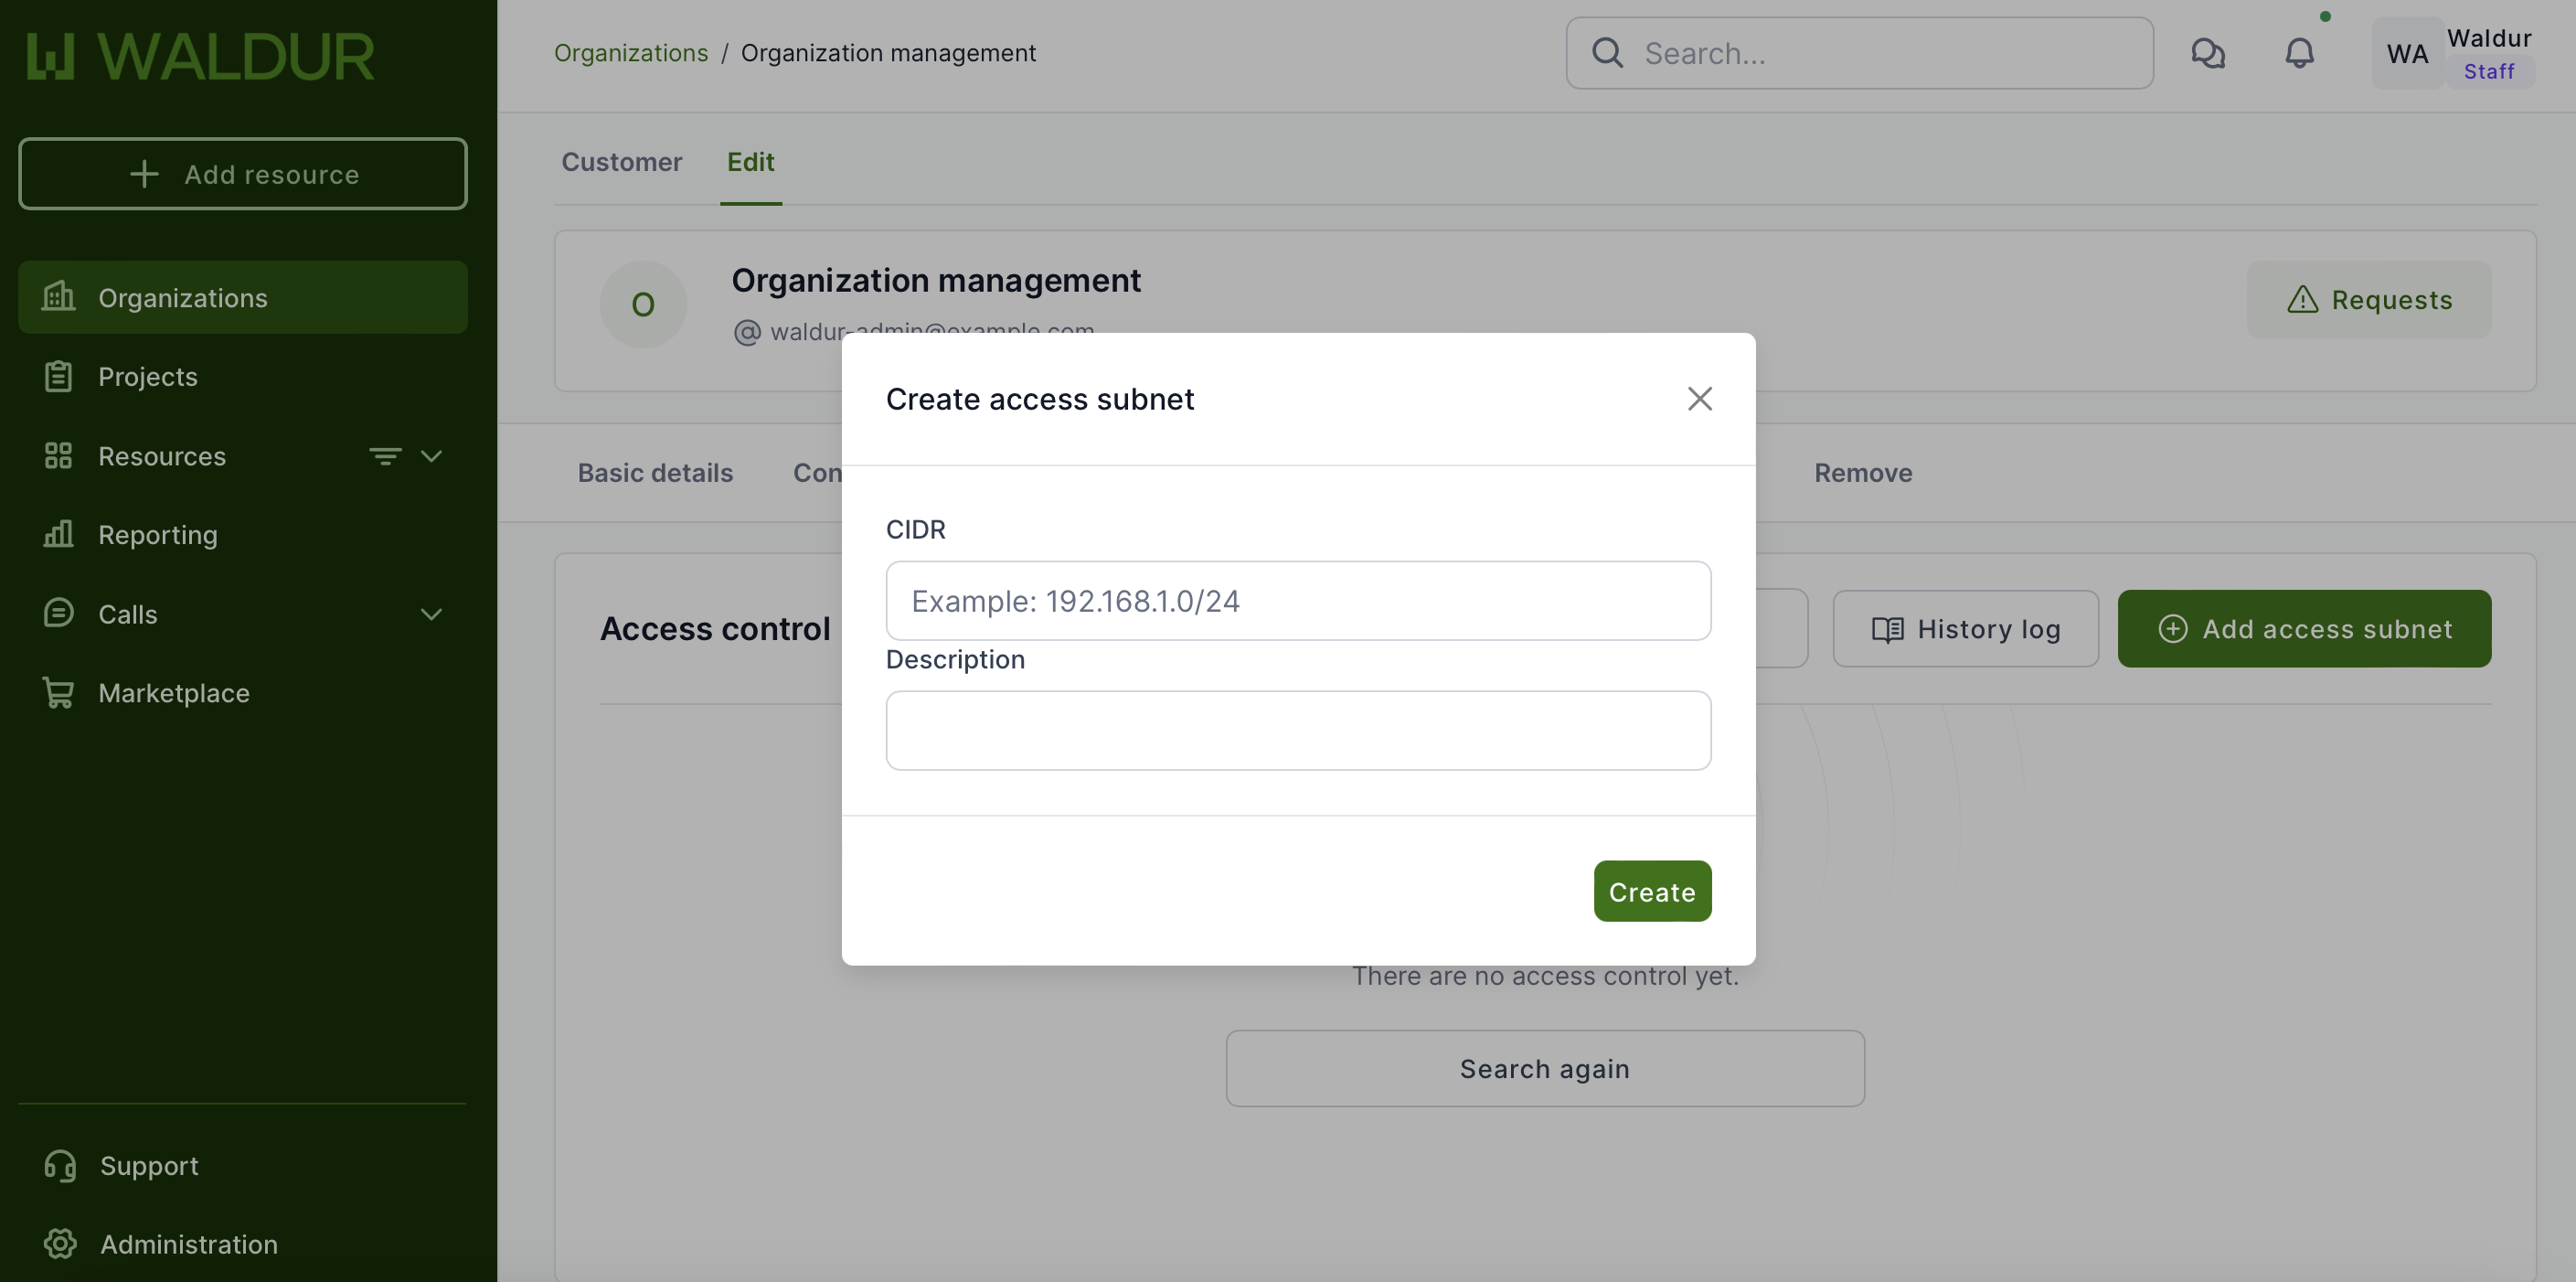 WALDUR
Add resource
Organizations
Projects
Resources
Reporting
Calls
Marketplace
Support
Administration
Organizations / Organization management
Search...
WA
Waldur
Staff
Customer
Edit
O
Organization management
@ waldur-admin@example.com
Requests
Basic details
Con
Remove
Access control
History log
Add access subnet
There are no access control yet.
Search again
Create access subnet
CIDR
Example: 192.168.1.0/24
Description
Create